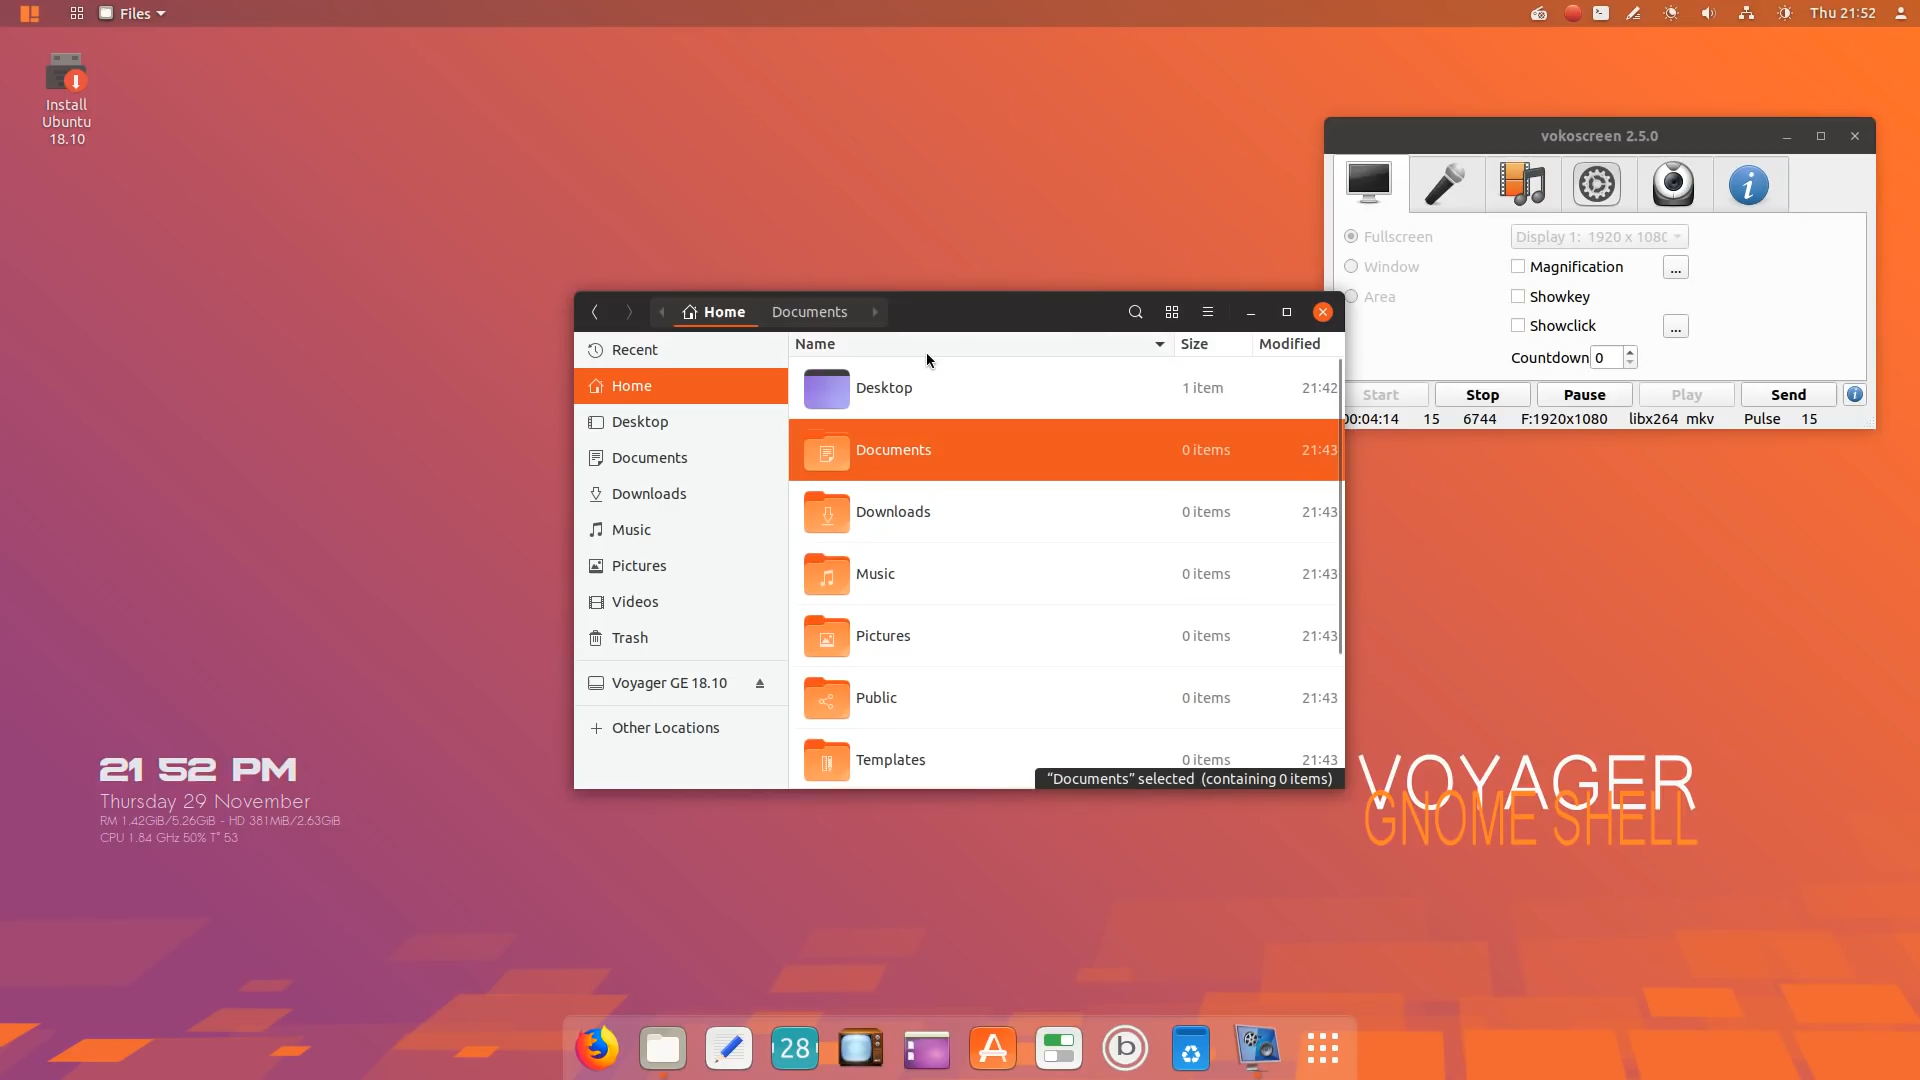 Files
Thu 21:52
Install
Ubuntu
18.10
vokoscreen 2.5.0
Fullscreen
Display 1: 1920 x 108
Window
Magnification
...
Area
Showkey
Showclick
...
Countdown 0
Start Stop Pause Play Send
00:04:14 15 6744 F:1920x1080 libx264 mkv Pulse 15
Home Documents
Recent
Home
Desktop
Documents
Downloads
Music
Pictures
Videos
Trash
Voyager GE 18.10
Other Locations
Name Size Modified
Desktop 1 item 21:42
Documents 0 items 21:43
Downloads 0 items 21:43
Music 0 items 21:43
Pictures 0 items 21:43
Public 0 items 21:43
Templates 0 items 21:43
“Documents” selected (containing 0 items)
21 52 PM
Thursday 29 November
RM 1.42GiB/5.26GiB - HD 381MiB/2.63GiB
CPU 1.84 GHz 50% T° 53
VOYAGER
GNOME SHELL
28
b